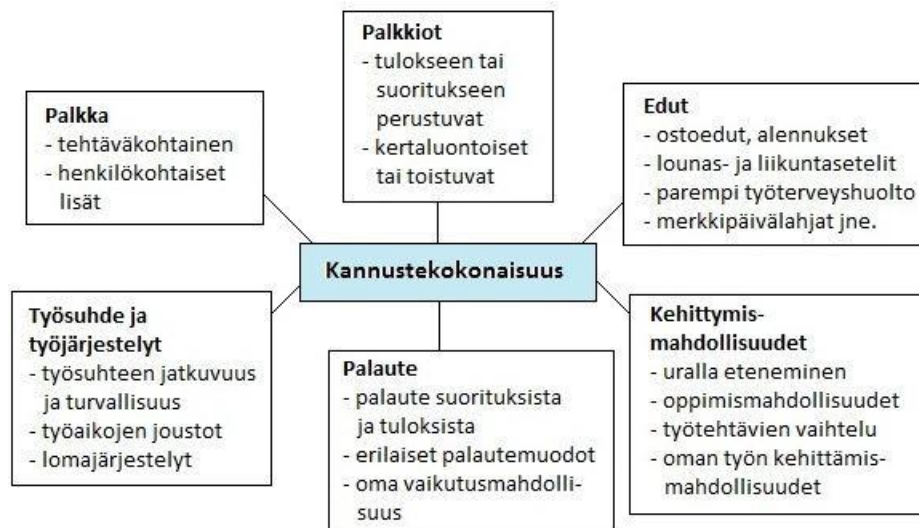 Palkkiot
- tulokseen tai
suoritukseen
perustuvat
- kertaluontoiset
tai toistuvat
Palkka
- tehtäväkohtainen
- henkilökohtaiset
lisät
Edut
- ostoedut, alennukset
- lounas- ja liikuntasetelit
- parempi työterveyshuolto
- merkkipäivälahjat jne.
Kannustekokonaisuus
Työsuhde ja
työjärjestelyt
- työsuhteen jatkuvuus
ja turvallisuus
- työaikojen joustot
- lomajärjestelyt
Palaute
- palaute suorituksista
ja tuloksista
- erilaiset palautemuodot
- oma vaikutusmahdolli-
suus
Kehittymis-
mahdollisuudet
- uralla eteneminen
- oppimismahdollisuudet
- työtehtävien vaihtelu
- oman työn kehittämis-
mahdollisuudet